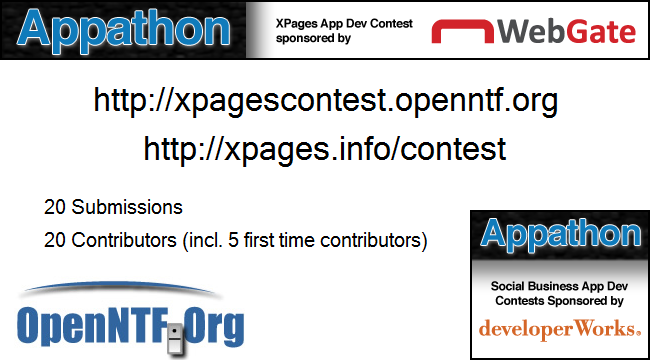 Appathon
XPages App Dev Contest
sponsored by
WebGate
http://xpagescontest.openntf.org
http://xpages.info/contest
20 Submissions
20 Contributors (incl. 5 first time contributors)
OpenNTF.Org
Appathon
Social Business App Dev
Contests Sponsored by
developerWorks®